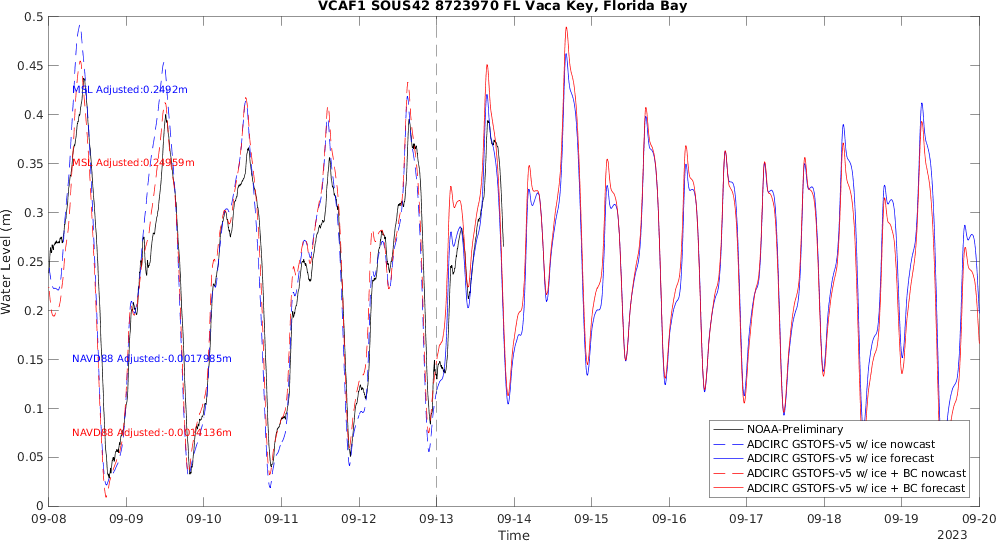 VCAF1 SOUS42 8723970 FL Vaca Key, Florida Bay
0.5
0.45
0.4
0.35
0.3
0.25
0.2
0.15
0.1
0.05
0
Water Level (m)
MSL Adjusted:0.2492m
MSL Adjusted:0.24959m
NAVD88 Adjusted:-0.0017985m
NAVD88 Adjusted:-0.0014136m
NOAA-Preliminary
ADCIRC GSTOFS-v5 w/ ice nowcast
ADCIRC GSTOFS-v5 w/ ice forecast
ADCIRC GSTOFS-v5 w/ ice + BC nowcast
ADCIRC GSTOFS-v5 w/ ice + BC forecast
09-08 09-09 09-10 09-11 09-12 09-13 09-14 09-15 09-16 09-17 09-18 09-19 09-20
Time
2023